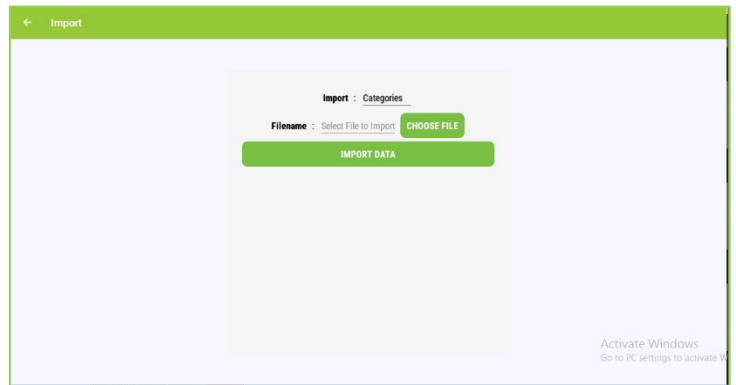 ← Import
Import : Categories
Filename : Select File to Import CHOOSE FILE
IMPORT DATA
Activate Windows
Go to PC settings to activate W